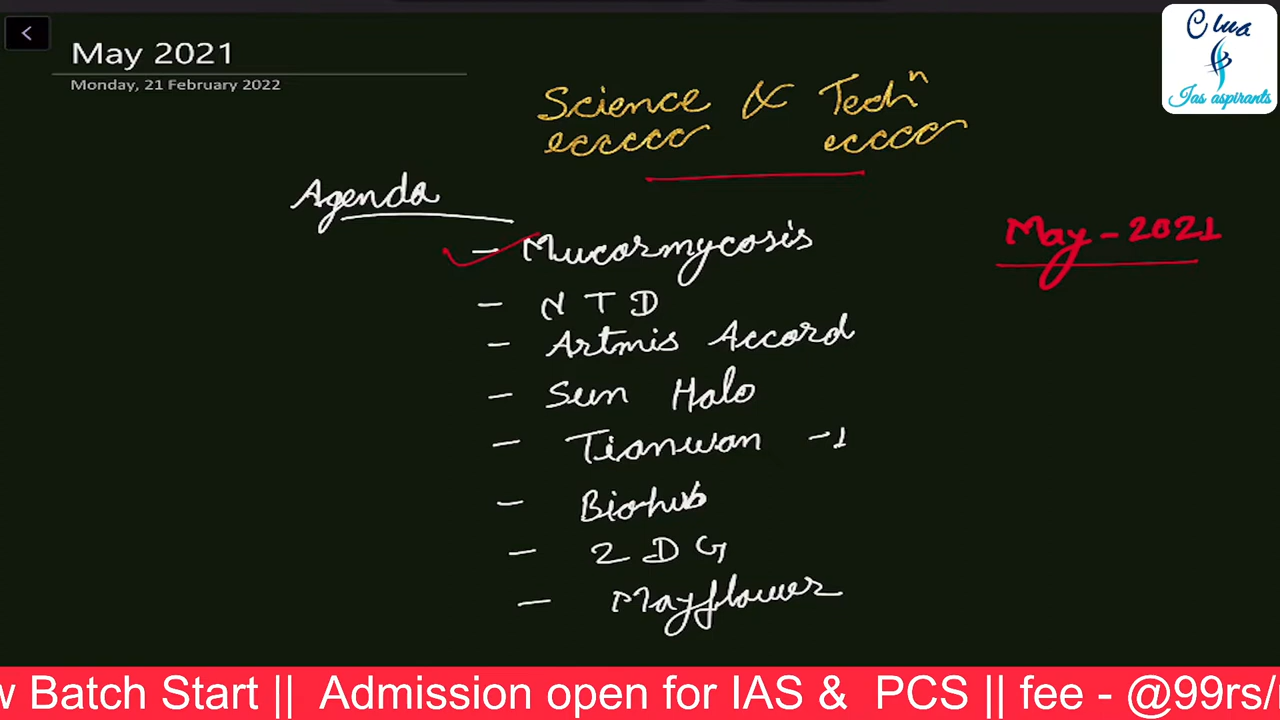 May 2021
Monday, 21 February 2022
Clua
Ias aspirants
Science & Techⁿ
Agenda
May - 2021
- Mucormycosis
- NTD
- Artmis Accord
- Sun Halo
- Tianwan -1
- Biohub
- 2DG
- Mayflower
w Batch Start || Admission open for IAS & PCS || fee - @99rs/